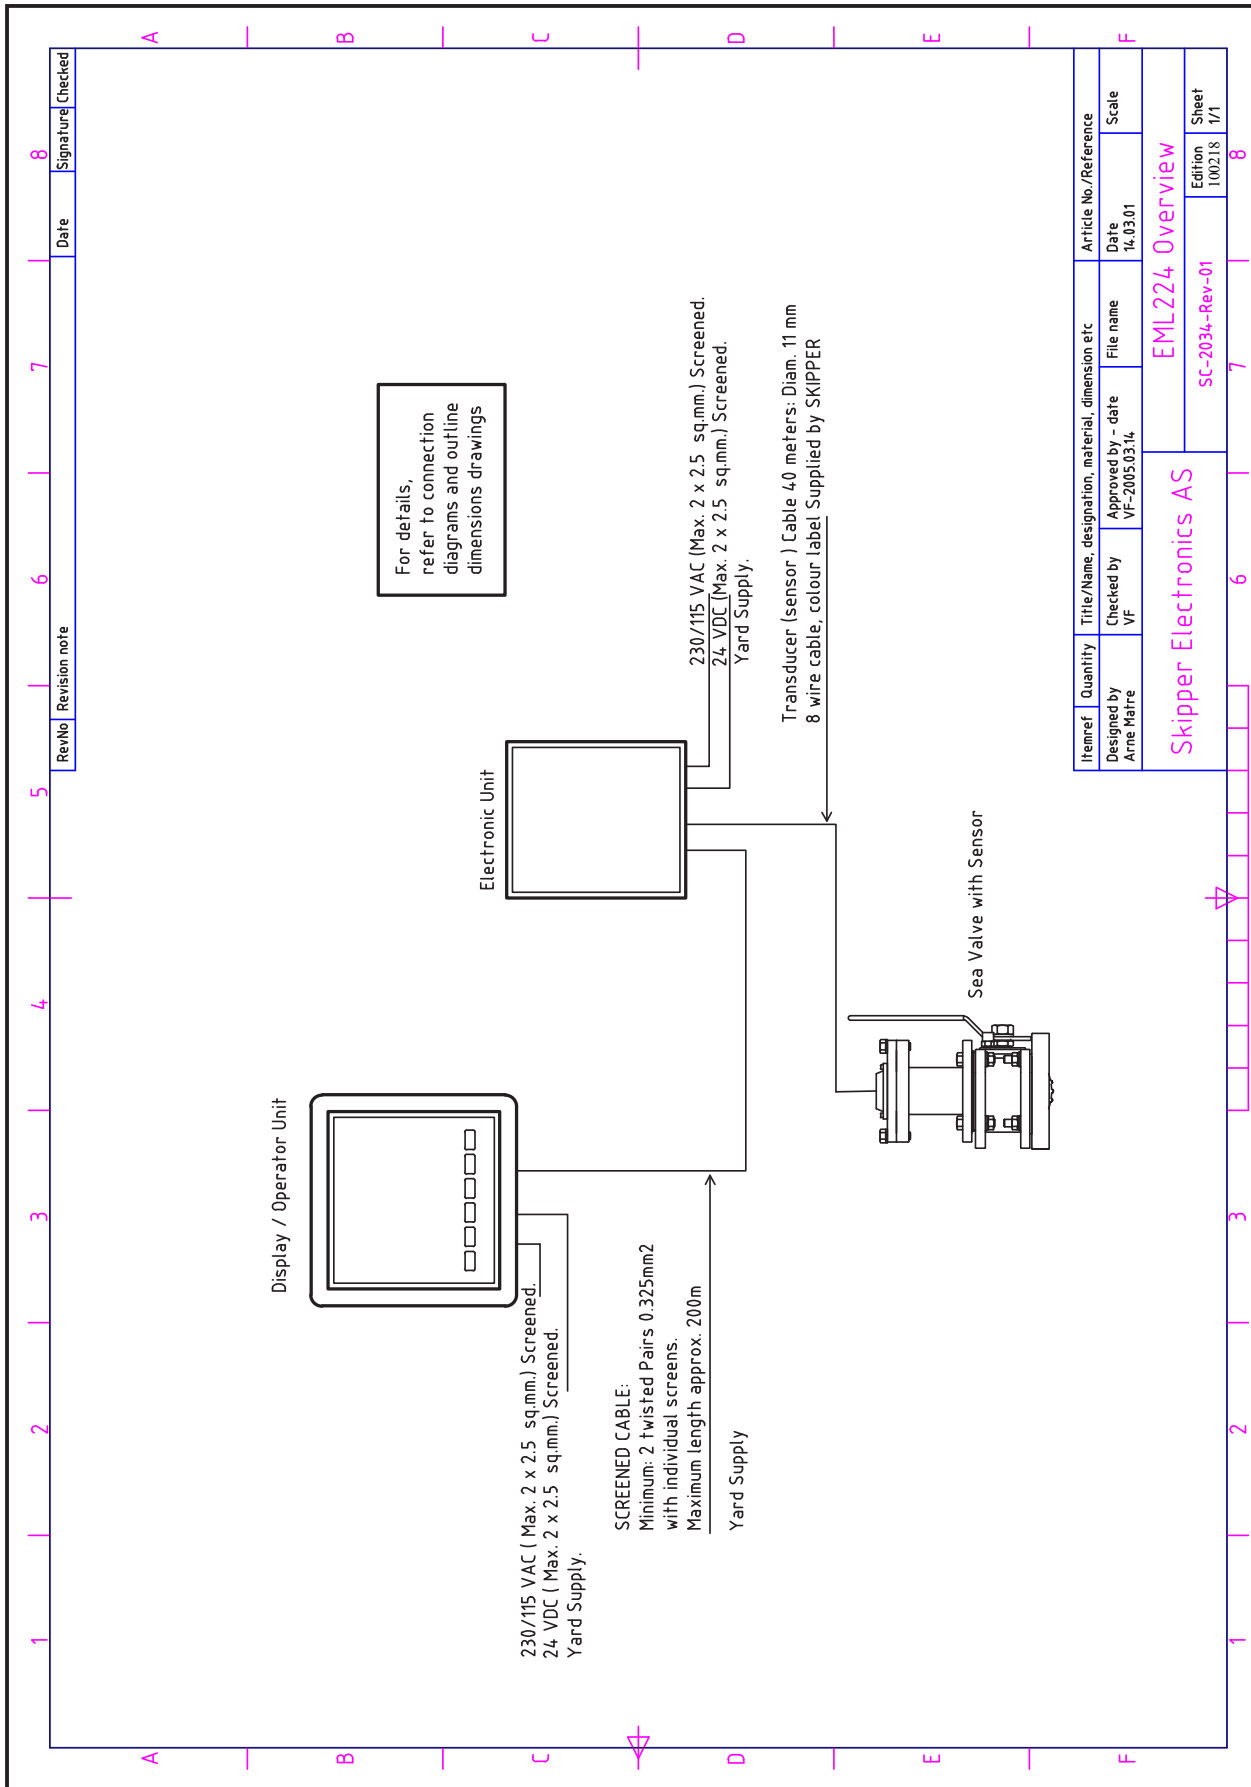 1 2 3 4 5 6 7 8
A
B
C
D
E
F
A
B
C
D
E
F
RevNo Revision note Date Signature Checked
Display / Operator Unit
230/115 VAC ( Max. 2 x 2.5 sq.mm.) Screened.
24 VDC ( Max. 2 x 2.5 sq.mm.) Screened.
Yard Supply.
SCREENED CABLE:
Minimum: 2 twisted Pairs 0.325mm2
with individual screens.
Maximum length approx. 200m
Yard Supply
Electronic Unit
For details,
refer to connection
diagrams and outline
dimensions drawings
230/115 VAC (Max. 2 x 2.5 sq.mm.) Screened.
24 VDC (Max. 2 x 2.5 sq.mm.) Screened.
Yard Supply.
Transducer (sensor ) Cable 40 meters: Diam. 11 mm
8 wire cable, colour label Supplied by SKIPPER
Sea Valve with Sensor
Itemref Quantity Title/Name, designation, material, dimension etc Article No./Reference
Designed by
Arne Matre
Checked by
VF
Approved by - date
VF-2005.03.14
File name
Date
14.03.01
Scale
Skipper Electronics AS
EML224 Overview
SC-2034-Rev-01
Edition
100218
Sheet
1/1
1 2 3 4 5 6 7 8